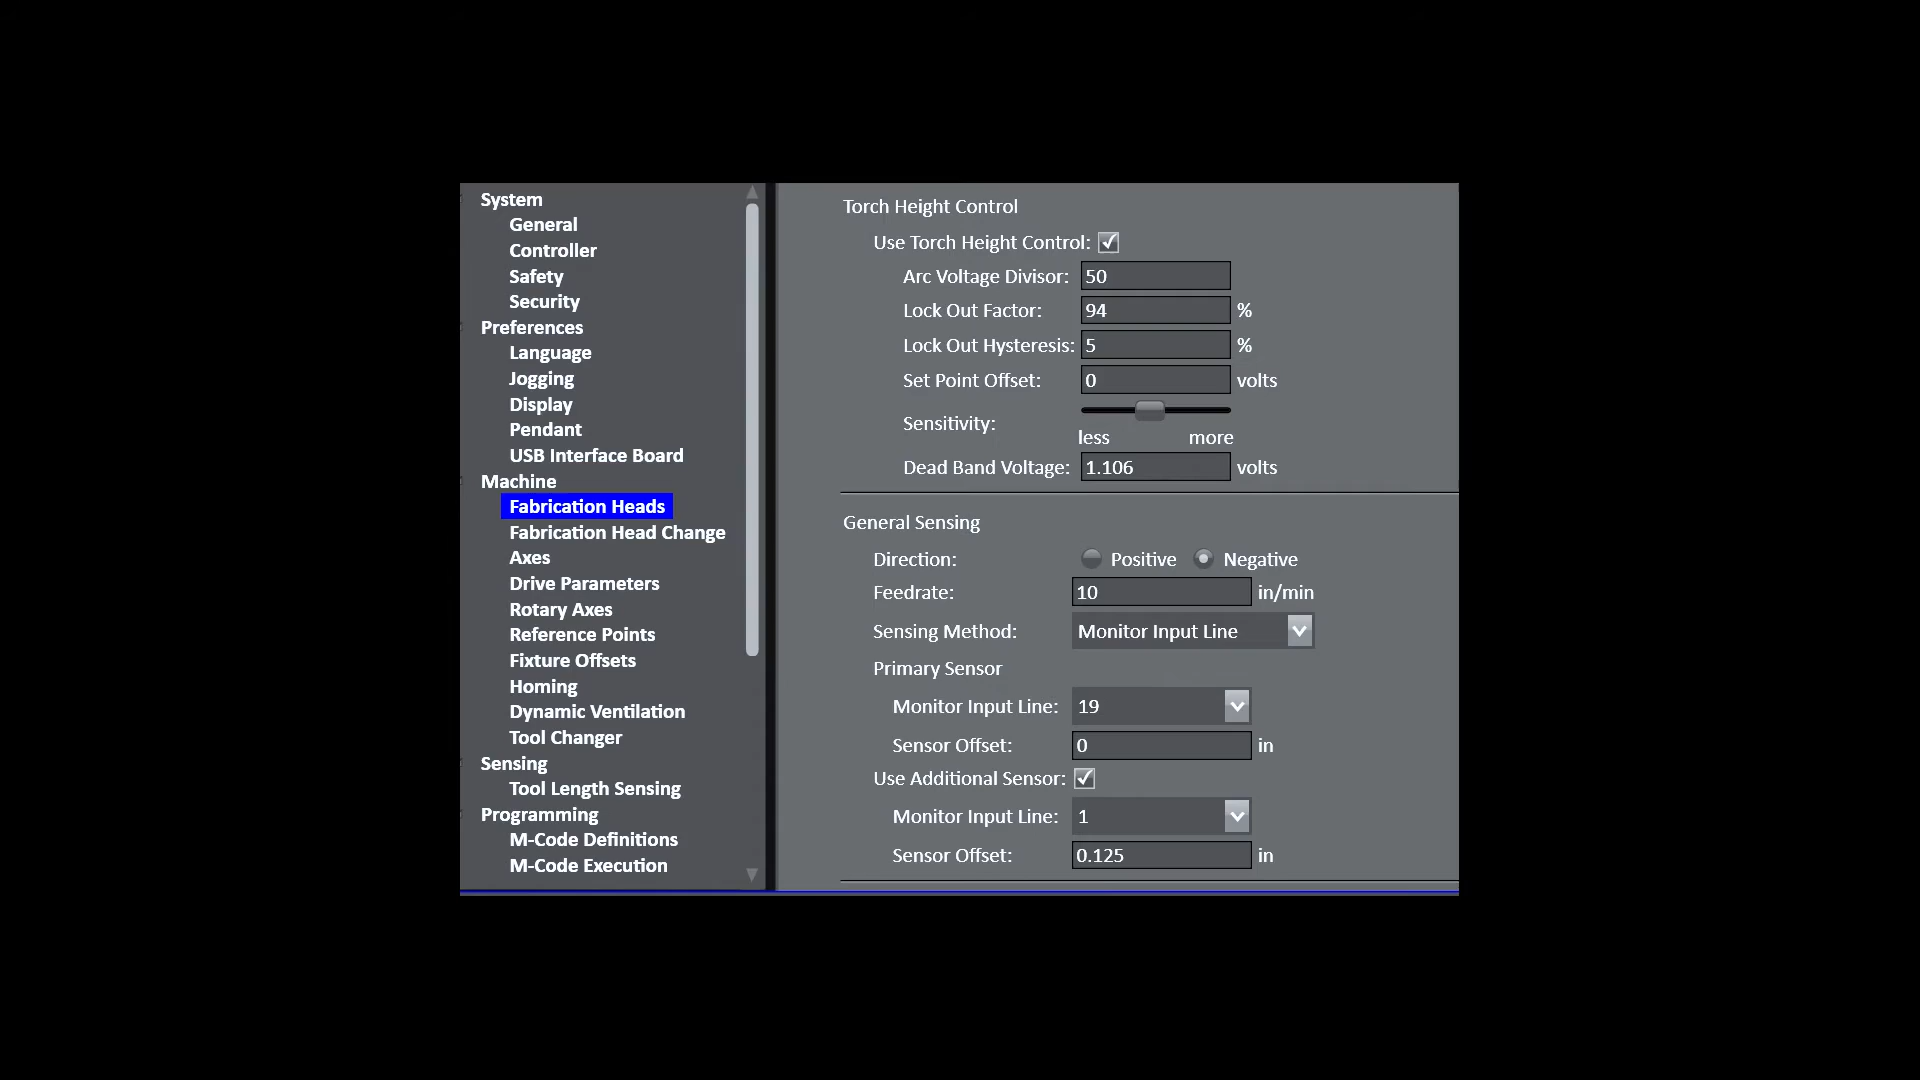 System
General
Controller
Safety
Security
Preferences
Language
Jogging
Display
Pendant
USB Interface Board
Machine
Fabrication Heads
Fabrication Head Change
Axes
Drive Parameters
Rotary Axes
Reference Points
Fixture Offsets
Homing
Dynamic Ventilation
Tool Changer
Sensing
Tool Length Sensing
Programming
M-Code Definitions
M-Code Execution
Torch Height Control
Use Torch Height Control:
Arc Voltage Divisor: 50
Lock Out Factor: 94 %
Lock Out Hysteresis: 5 %
Set Point Offset: 0 volts
Sensitivity:
less more
Dead Band Voltage: 1.106 volts
General Sensing
Direction: Positive Negative
Feedrate: 10 in/min
Sensing Method: Monitor Input Line
Primary Sensor
Monitor Input Line: 19
Sensor Offset: 0 in
Use Additional Sensor:
Monitor Input Line: 1
Sensor Offset: 0.125 in